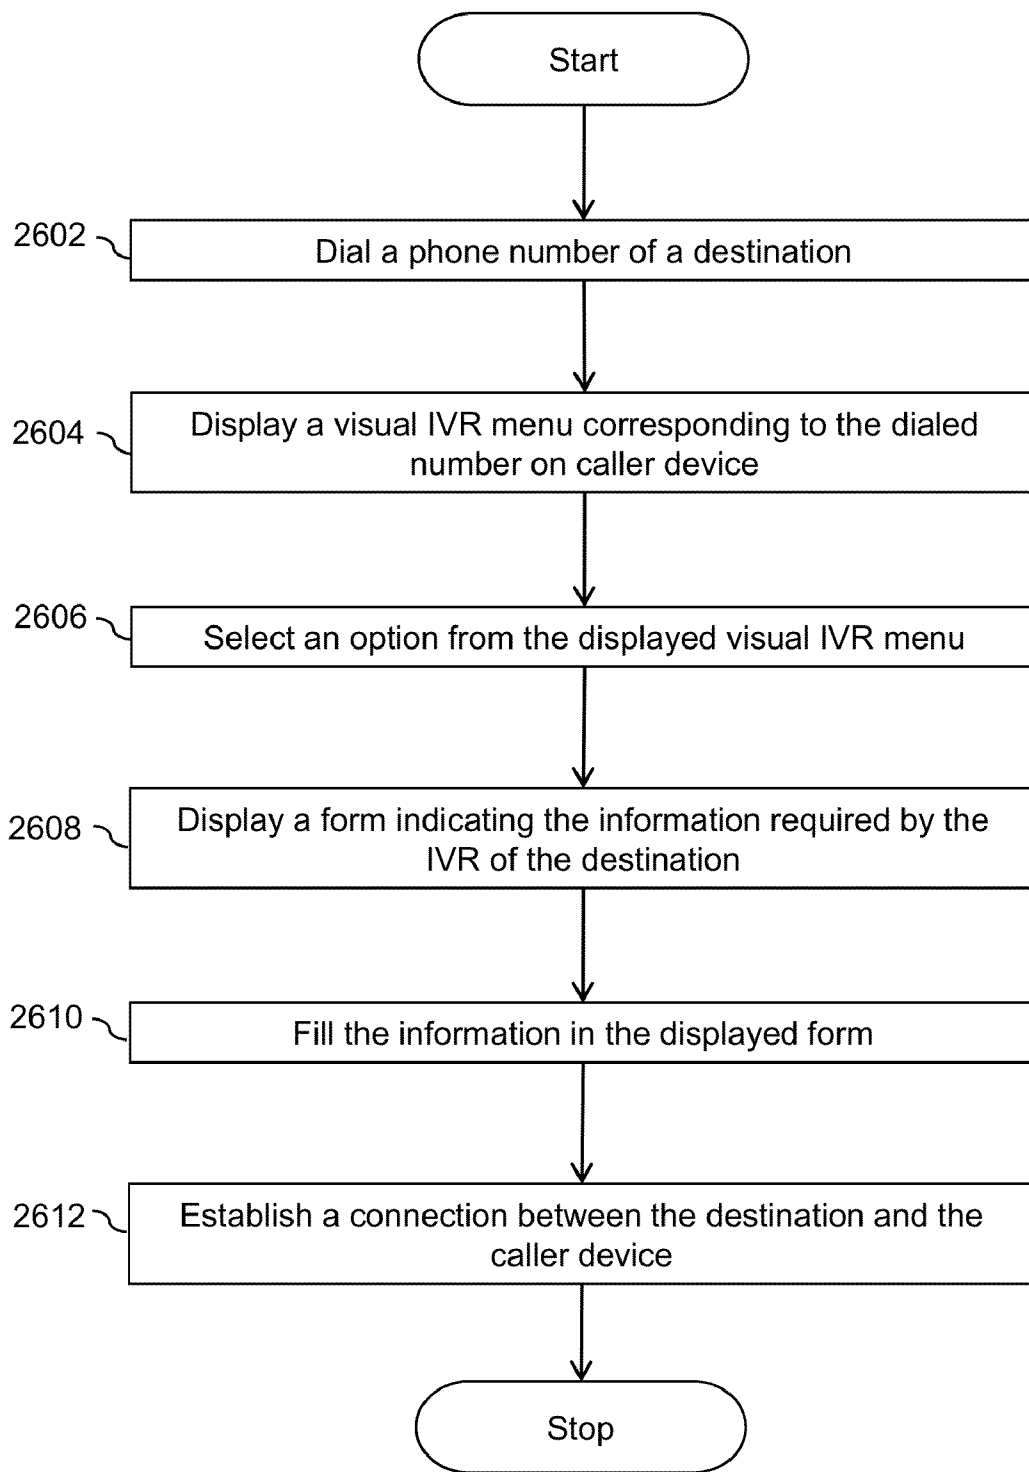 Start
2602
Dial a phone number of a destination
2604
Display a visual IVR menu corresponding to the dialed
number on caller device
2606
Select an option from the displayed visual IVR menu
2608
Display a form indicating the information required by the
IVR of the destination
2610
Fill the information in the displayed form
2612
Establish a connection between the destination and the
caller device
Stop